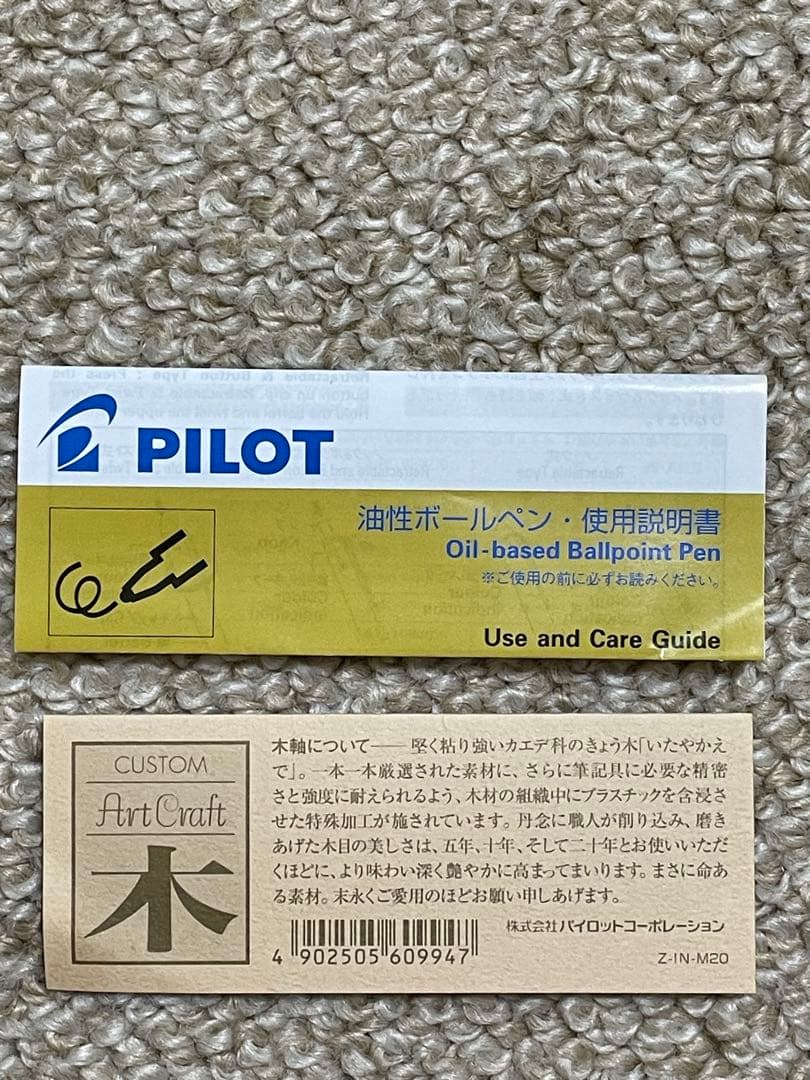 PILOT
油性ボールペン・使用説明書
Oil-based Ballpoint Pen
※ご使用の前に必ずお読みください。
Use and Care Guide
CUSTOM
Art Craft
木
木軸について―― 堅く粘り強いカエデ科のきょう木「いたやかえ
で」。一本一本厳選された素材に、さらに筆記具に必要な精密
さと強度に耐えられるよう、木材の組織中にプラスチックを含浸さ
せた特殊加工が施されています。丹念に職人が削り込み、磨き
あげた木目の美しさは、五年、十年、そして二十年とお使いいただ
くほどに、より味わい深く艶やかに高まってまいります。まさに命あ
る素材。末永くご愛用のほどお願い申しあげます。
株式会社パイロットコーポレーション
4 902505 609947
Z-IN-M20